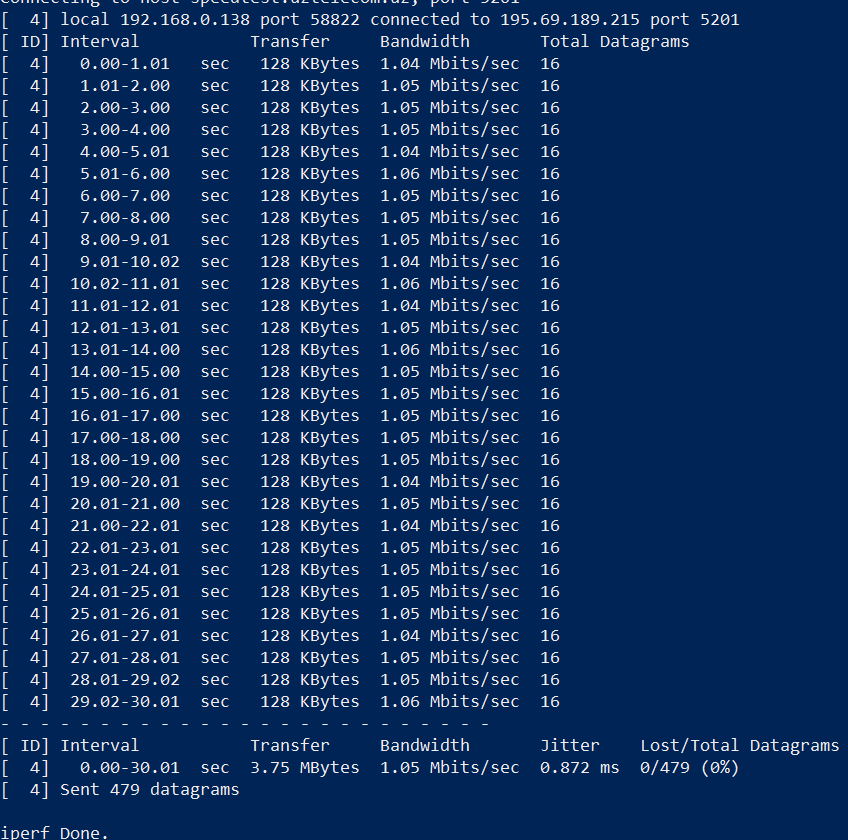 [  4] local 192.168.0.138 port 58822 connected to 195.69.189.215 port 5201
[ ID] Interval           Transfer     Bandwidth       Total Datagrams
[  4]   0.00-1.01   sec   128 KBytes  1.04 Mbits/sec  16
[  4]   1.01-2.00   sec   128 KBytes  1.05 Mbits/sec  16
[  4]   2.00-3.00   sec   128 KBytes  1.05 Mbits/sec  16
[  4]   3.00-4.00   sec   128 KBytes  1.05 Mbits/sec  16
[  4]   4.00-5.01   sec   128 KBytes  1.04 Mbits/sec  16
[  4]   5.01-6.00   sec   128 KBytes  1.06 Mbits/sec  16
[  4]   6.00-7.00   sec   128 KBytes  1.05 Mbits/sec  16
[  4]   7.00-8.00   sec   128 KBytes  1.05 Mbits/sec  16
[  4]   8.00-9.01   sec   128 KBytes  1.05 Mbits/sec  16
[  4]   9.01-10.02  sec   128 KBytes  1.04 Mbits/sec  16
[  4]  10.02-11.01  sec   128 KBytes  1.06 Mbits/sec  16
[  4]  11.01-12.01  sec   128 KBytes  1.04 Mbits/sec  16
[  4]  12.01-13.01  sec   128 KBytes  1.05 Mbits/sec  16
[  4]  13.01-14.00  sec   128 KBytes  1.06 Mbits/sec  16
[  4]  14.00-15.00  sec   128 KBytes  1.05 Mbits/sec  16
[  4]  15.00-16.01  sec   128 KBytes  1.05 Mbits/sec  16
[  4]  16.01-17.00  sec   128 KBytes  1.05 Mbits/sec  16
[  4]  17.00-18.00  sec   128 KBytes  1.05 Mbits/sec  16
[  4]  18.00-19.00  sec   128 KBytes  1.05 Mbits/sec  16
[  4]  19.00-20.01  sec   128 KBytes  1.04 Mbits/sec  16
[  4]  20.01-21.00  sec   128 KBytes  1.05 Mbits/sec  16
[  4]  21.00-22.01  sec   128 KBytes  1.04 Mbits/sec  16
[  4]  22.01-23.01  sec   128 KBytes  1.05 Mbits/sec  16
[  4]  23.01-24.01  sec   128 KBytes  1.05 Mbits/sec  16
[  4]  24.01-25.01  sec   128 KBytes  1.05 Mbits/sec  16
[  4]  25.01-26.01  sec   128 KBytes  1.05 Mbits/sec  16
[  4]  26.01-27.01  sec   128 KBytes  1.04 Mbits/sec  16
[  4]  27.01-28.01  sec   128 KBytes  1.05 Mbits/sec  16
[  4]  28.01-29.02  sec   128 KBytes  1.05 Mbits/sec  16
[  4]  29.02-30.01  sec   128 KBytes  1.06 Mbits/sec  16
- - - - - - - - - - - - - - - - - - - - - - - - -
[ ID] Interval           Transfer     Bandwidth       Jitter    Lost/Total Datagrams
[  4]   0.00-30.01  sec  3.75 MBytes  1.05 Mbits/sec  0.872 ms  0/479 (0%)
[  4] Sent 479 datagrams
iperf Done.